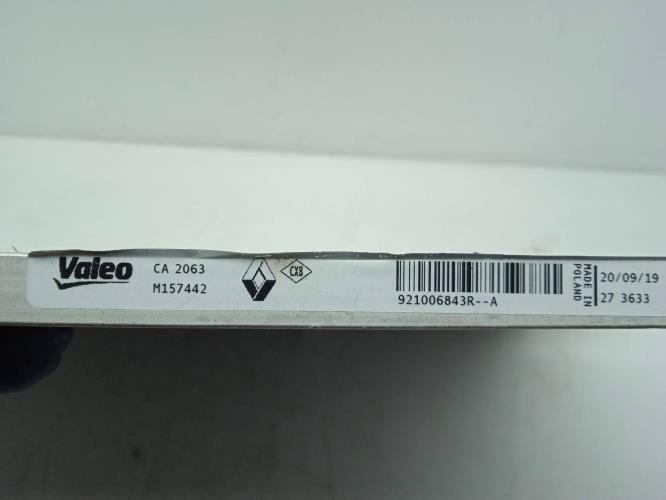 Valeo
CA 2063
M157442
CX8
921006843R--A
MADE IN
POLAND
20/09/19
27 3633